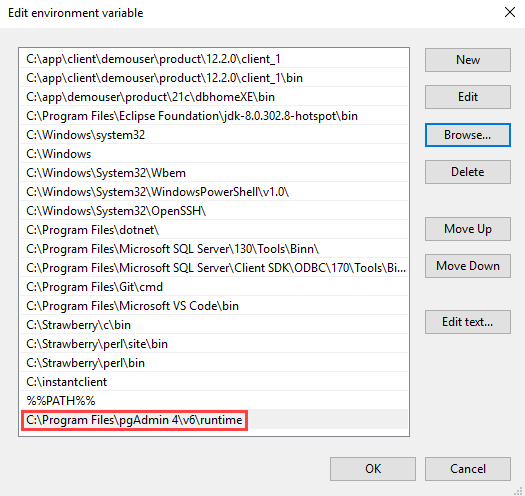 Edit environment variable
C:\app\client\demouser\product\12.2.0\client_1
C:\app\client\demouser\product\12.2.0\client_1\bin
C:\app\demouser\product\21c\dbhomeXE\bin
C:\Program Files\Eclipse Foundation\jdk-8.0.302.8-hotspot\bin
C:\Windows\system32
C:\Windows
C:\Windows\System32\Wbem
C:\Windows\System32\WindowsPowerShell\v1.0\
C:\Windows\System32\OpenSSH\
C:\Program Files\dotnet\
C:\Program Files\Microsoft SQL Server\130\Tools\Binn\
C:\Program Files\Microsoft SQL Server\Client SDK\ODBC\170\Tools\Bi...
C:\Program Files\Git\cmd
C:\Program Files\Microsoft VS Code\bin
C:\Strawberry\c\bin
C:\Strawberry\perl\site\bin
C:\Strawberry\perl\bin
C:\instantclient
%%PATH%%
C:\Program Files\pgAdmin 4\v6\runtime
New
Edit
Browse...
Delete
Move Up
Move Down
Edit text...
OK
Cancel